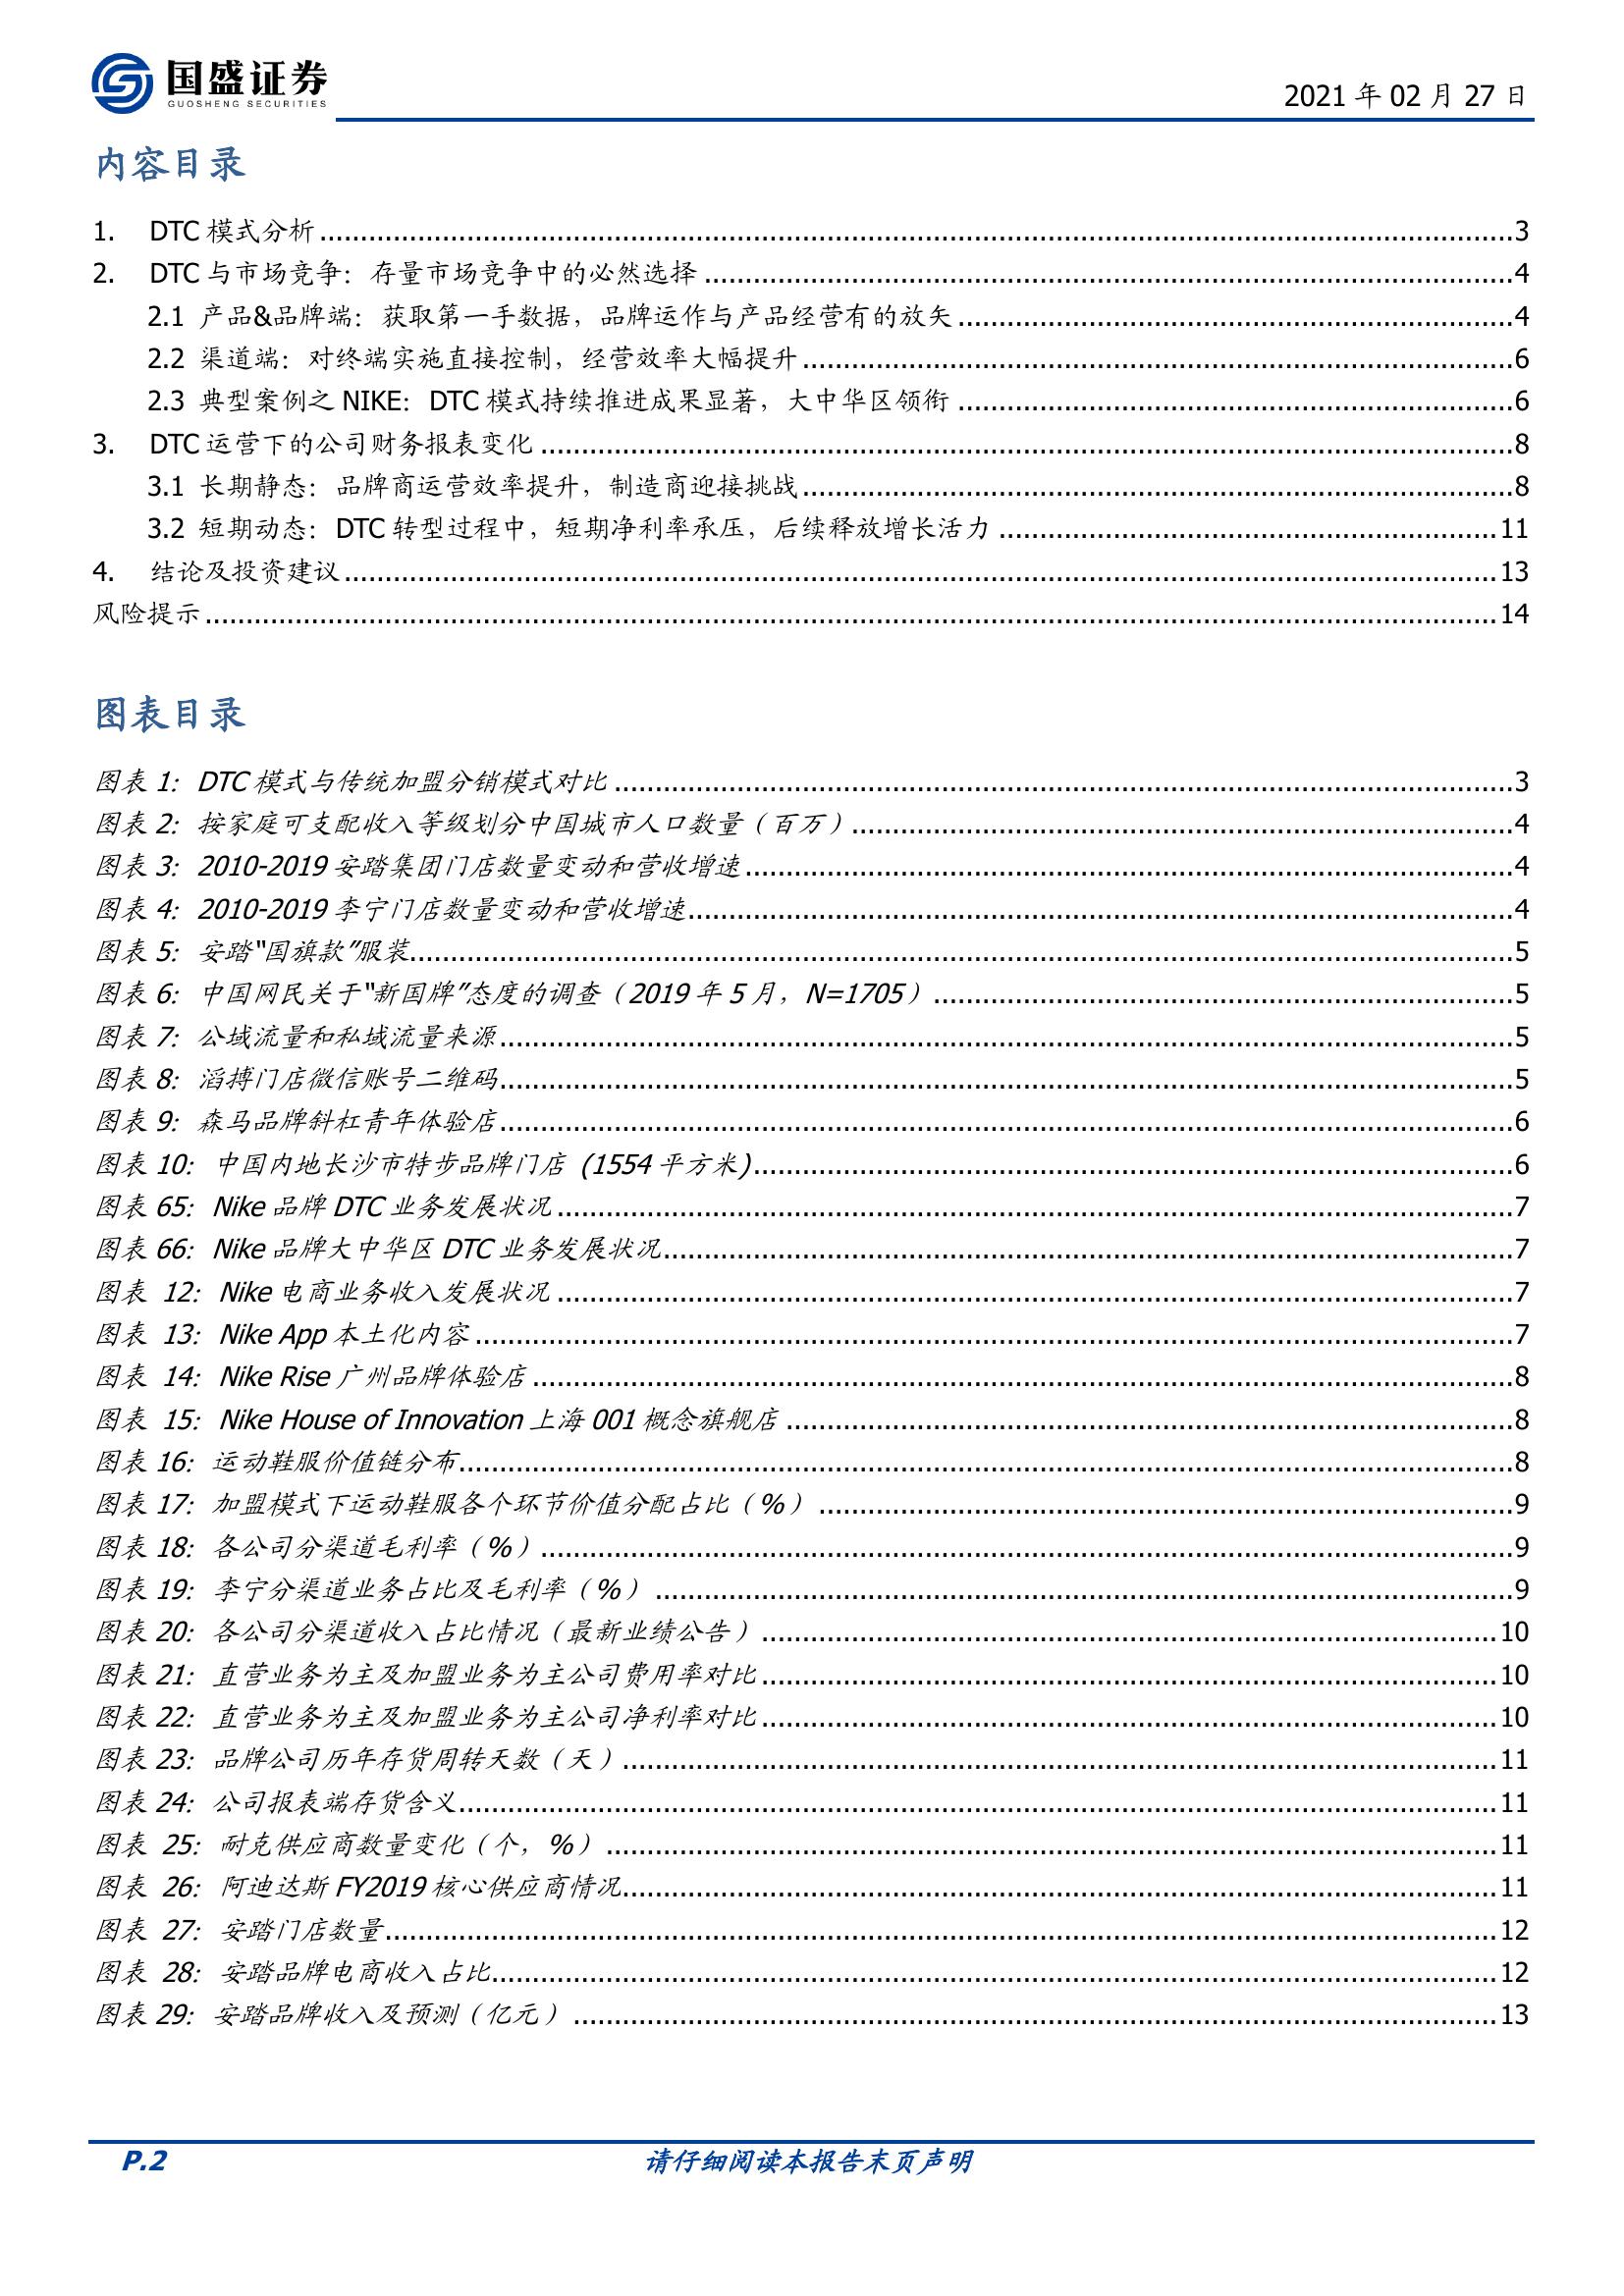 国盛证券
GUOSHENG SECURITIES
2021 年 02 月 27 日
内容目录
1. DTC 模式分析 3
2. DTC 与市场竞争：存量市场竞争中的必然选择 4
2.1 产品&品牌端：获取第一手数据，品牌运作与产品经营有的放矢 4
2.2 渠道端：对终端实施直接控制，经营效率大幅提升 6
2.3 典型案例之 NIKE：DTC 模式持续推进成果显著，大中华区领衔 6
3. DTC 运营下的公司财务报表变化 8
3.1 长期静态：品牌商运营效率提升，制造商迎接挑战 8
3.2 短期动态：DTC 转型过程中，短期净利率承压，后续释放增长活力 11
4. 结论及投资建议 13
风险提示 14
图表目录
图表 1：DTC 模式与传统加盟分销模式对比 3
图表 2：按家庭可支配收入等级划分中国城市人口数量（百万） 4
图表 3：2010-2019 安踏集团门店数量变动和营收增速 4
图表 4：2010-2019 李宁门店数量变动和营收增速 4
图表 5：安踏"国旗款"服装 5
图表 6：中国网民关于"新国牌"态度的调查（2019 年 5 月，N=1705） 5
图表 7：公域流量和私域流量来源 5
图表 8：滔搏门店微信账号二维码 5
图表 9：森马品牌斜杠青年体验店 6
图表 10：中国内地长沙市特步品牌门店 (1554 平方米) 6
图表 65：Nike 品牌 DTC 业务发展状况 7
图表 66：Nike 品牌大中华区 DTC 业务发展状况 7
图表 12：Nike 电商业务收入发展状况 7
图表 13：Nike App 本土化内容 7
图表 14：Nike Rise 广州品牌体验店 8
图表 15：Nike House of Innovation 上海 001 概念旗舰店 8
图表 16：运动鞋服价值链分布 8
图表 17：加盟模式下运动鞋服各个环节价值分配占比（%） 9
图表 18：各公司分渠道毛利率（%） 9
图表 19：李宁分渠道业务占比及毛利率（%） 9
图表 20：各公司分渠道收入占比情况（最新业绩公告） 10
图表 21：直营业务为主及加盟业务为主公司费用率对比 10
图表 22：直营业务为主及加盟业务为主公司净利率对比 10
图表 23：品牌公司历年存货周转天数（天） 11
图表 24：公司报表端存货含义 11
图表 25：耐克供应商数量变化（个，%） 11
图表 26：阿迪达斯 FY2019 核心供应商情况 11
图表 27：安踏门店数量 12
图表 28：安踏品牌电商收入占比 12
图表 29：安踏品牌收入及预测（亿元） 13
P.2 请仔细阅读本报告末页声明